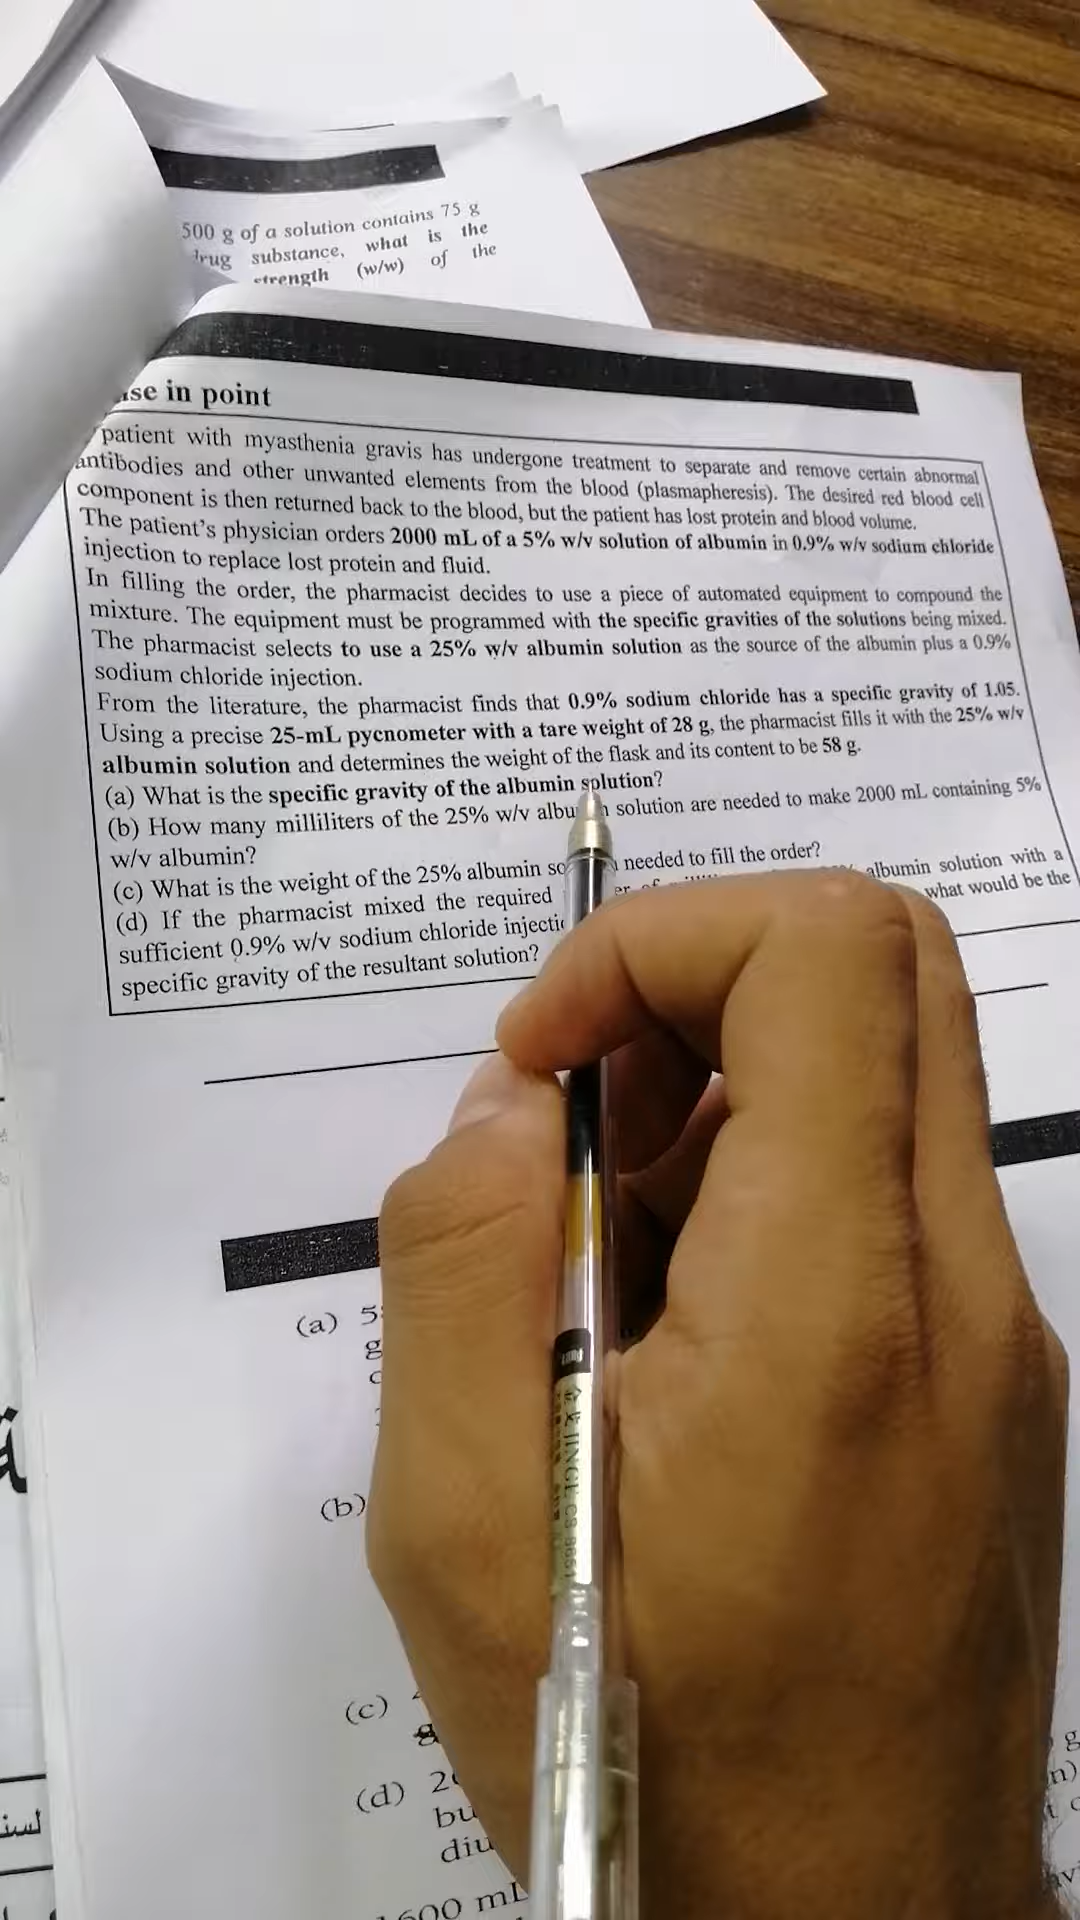 500 g of a solution contains 75 g
drug substance, what is the
strength (w/w) of the
in point
patient with myasthenia gravis has undergone treatment to separate and remove certain abnormal
antibodies and other unwanted elements from the blood (plasmapheresis). The desired red blood cell
component is then returned back to the blood, but the patient has lost protein and blood volume.
The patient's physician orders 2000 mL of a 5% w/v solution of albumin in 0.9% w/v sodium chloride
injection to replace lost protein and fluid.
In filling the order, the pharmacist decides to use a piece of automated equipment to compound the
mixture. The equipment must be programmed with the specific gravities of the solutions being mixed.
The pharmacist selects to use a 25% w/v albumin solution as the source of the albumin plus a 0.9%
sodium chloride injection.
From the literature, the pharmacist finds that 0.9% sodium chloride has a specific gravity of 1.05.
Using a precise 25-mL pycnometer with a tare weight of 28 g, the pharmacist fills it with the 25% w/v
albumin solution and determines the weight of the flask and its content to be 58 g.
(a) What is the specific gravity of the albumin solution?
(b) How many milliliters of the 25% w/v solution are needed to make 2000 mL containing 5%
w/v albumin?
(c) What is the weight of the 25% albumin needed to fill the order?
(d) If the pharmacist mixed the required albumin solution with a
sufficient 0.9% w/v sodium chloride what would be the
specific gravity of the resultant solution?
(a)
(b)
(c)
(d)
mL